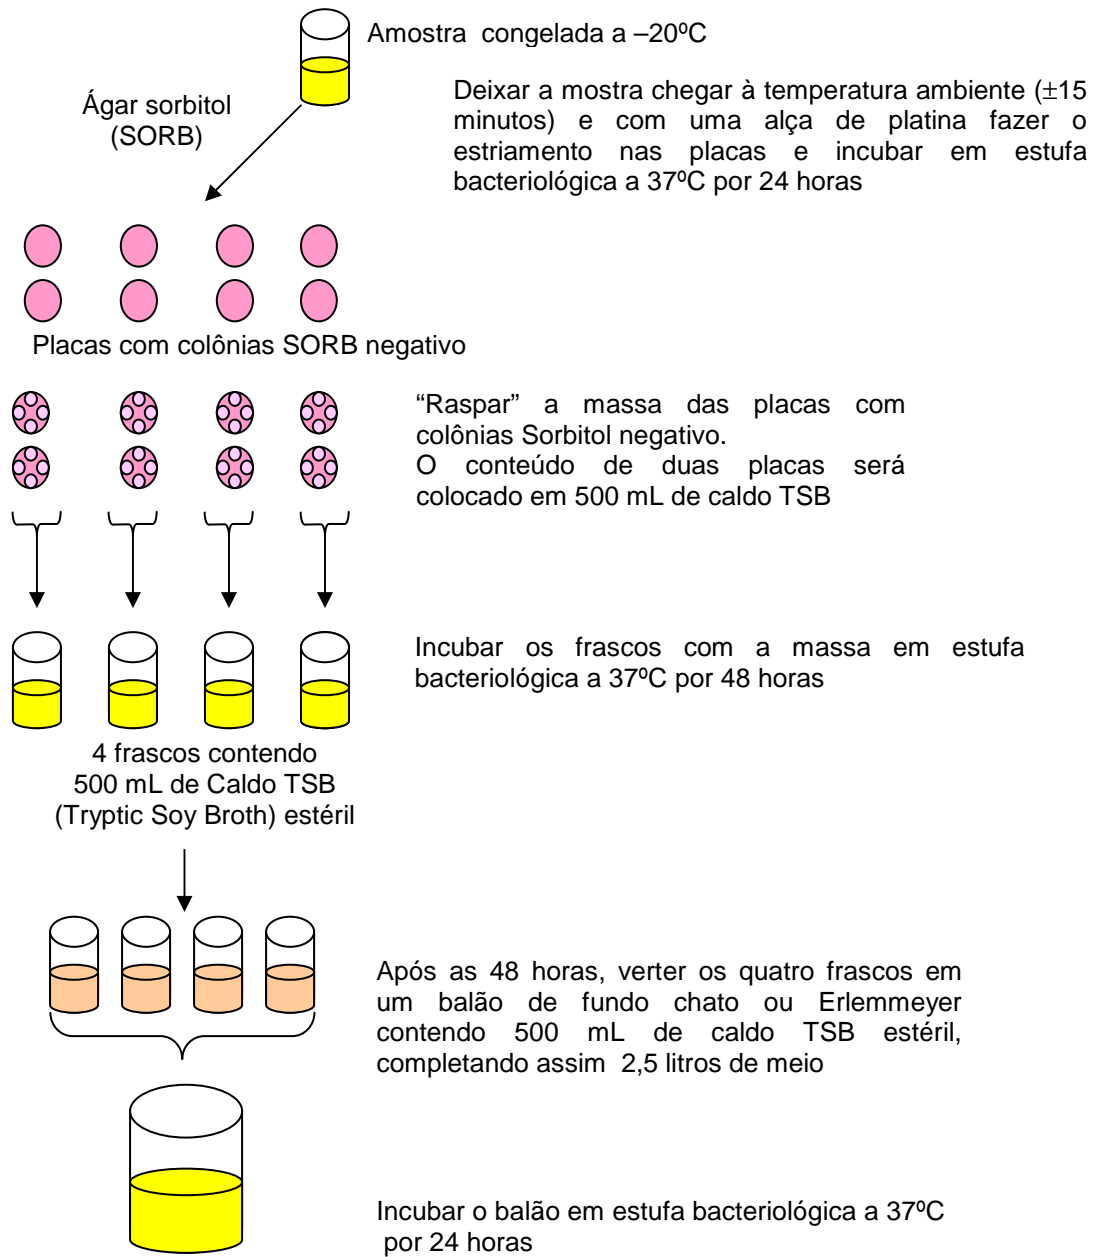 Amostra congelada a –20ºC
Ágar sorbitol
(SORB)
Deixar a mostra chegar à temperatura ambiente (±15
minutos) e com uma alça de platina fazer o
estriamento nas placas e incubar em estufa
bacteriológica a 37ºC por 24 horas
Placas com colônias SORB negativo
“Raspar” a massa das placas com
colônias Sorbitol negativo.
O conteúdo de duas placas será
colocado em 500 mL de caldo TSB
Incubar os frascos com a massa em estufa
bacteriológica a 37ºC por 48 horas
4 frascos contendo
500 mL de Caldo TSB
(Tryptic Soy Broth) estéril
Após as 48 horas, verter os quatro frascos em
um balão de fundo chato ou Erlemmeyer
contendo 500 mL de caldo TSB estéril,
completando assim 2,5 litros de meio
Incubar o balão em estufa bacteriológica a 37ºC
por 24 horas